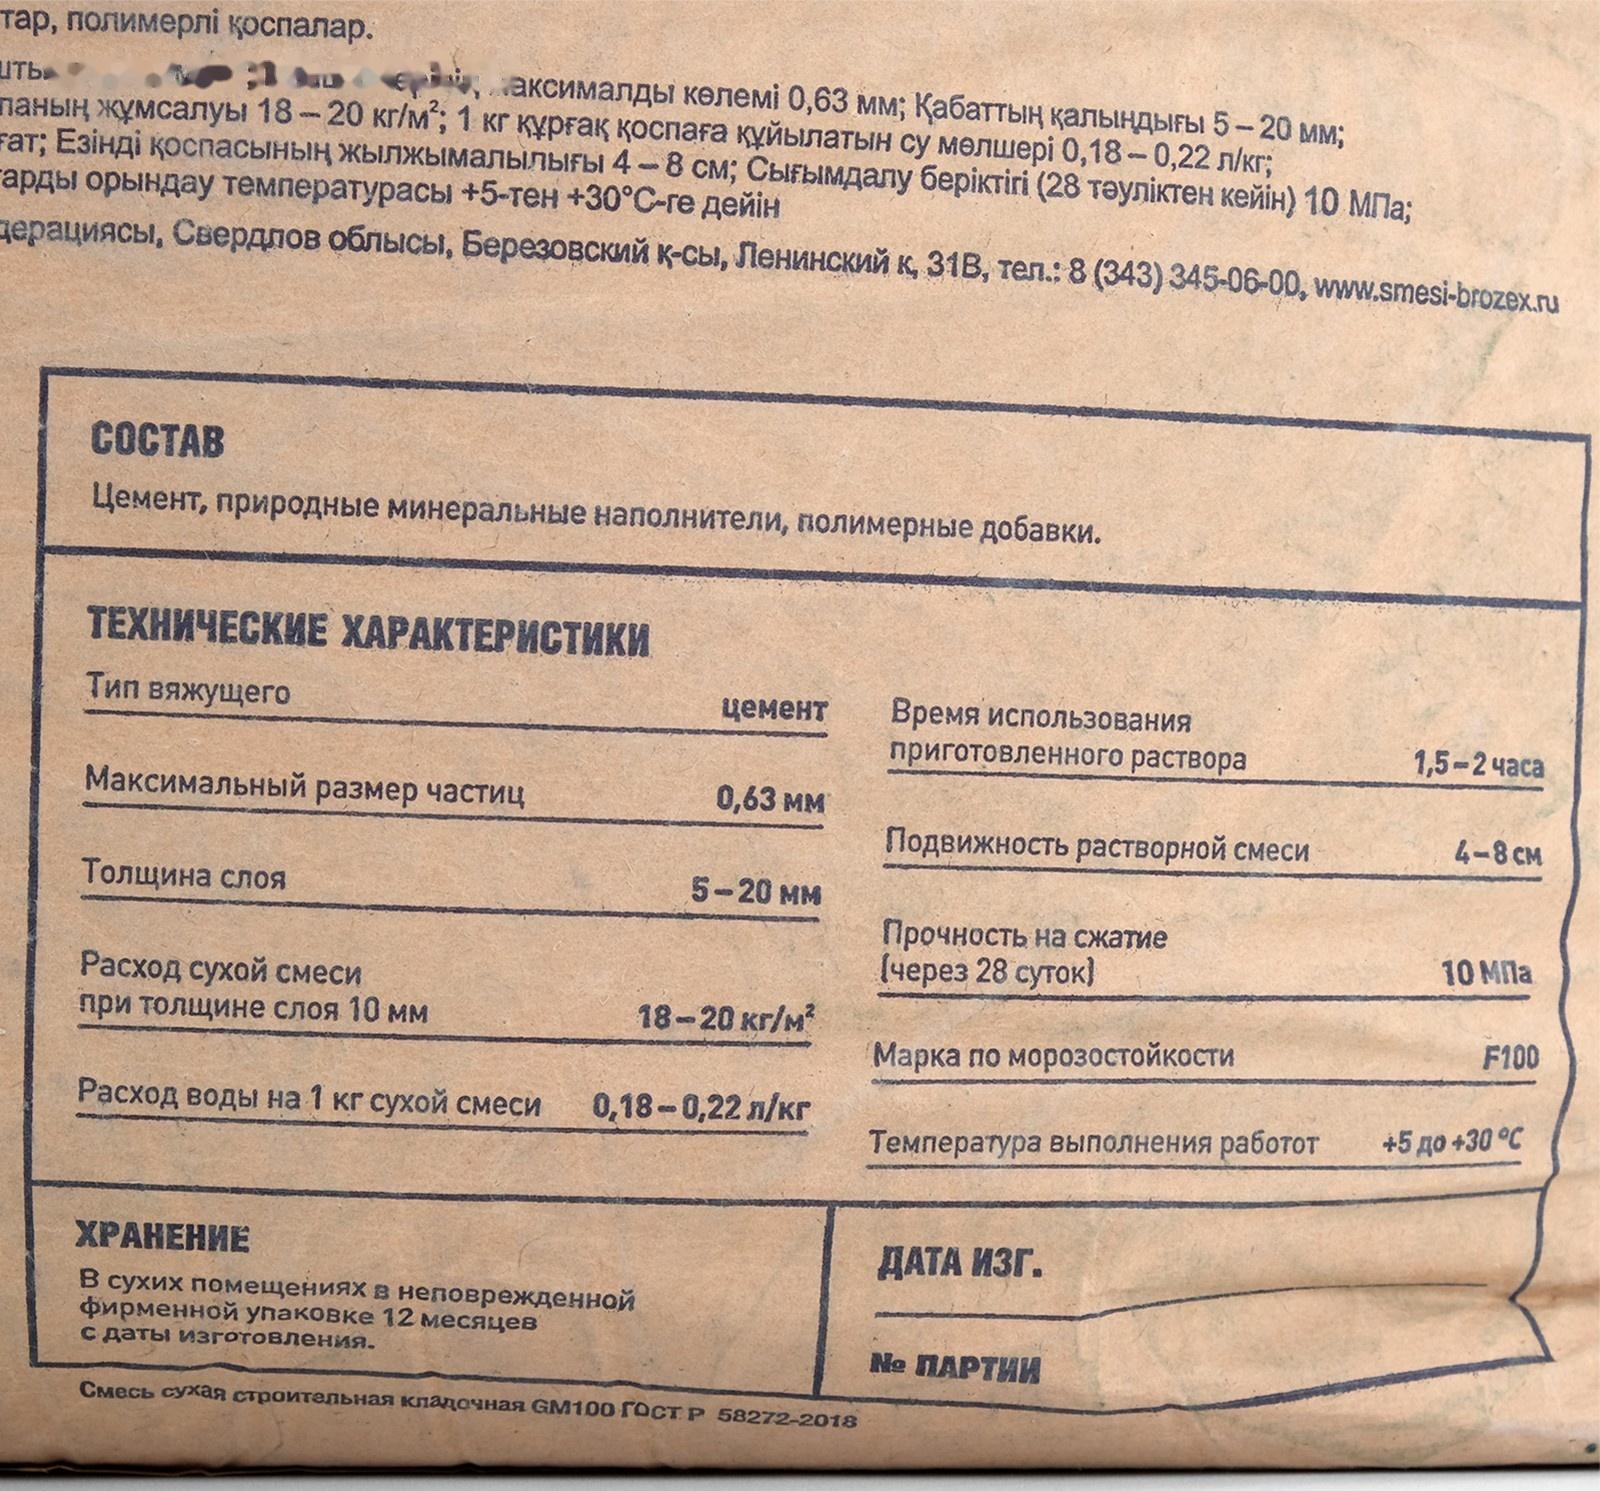 тар, полимерлі қоспалар.
максималды көлемі 0,63 мм; Қабаттың қалыңдығы 5 – 20 мм;
паның жұмсалуы 18 – 20 кг/м²; 1 кг құрғақ қоспаға құйылатын су мөлшері 0,18 – 0,22 л/кг;
ғат; Езінді қоспасының жылжымалылығы 4 – 8 см; Сығымдалу беріктігі (28 тәуліктен кейін) 10 МПа;
тарды орындау температурасы +5-тен +30°С-ге дейін
дерациясы, Свердлов облысы, Березовский қ-сы, Ленинский к, 31В, тел.: 8 (343) 345-06-00, www.smesi-brozex.ru
СОСТАВ
Цемент, природные минеральные наполнители, полимерные добавки.
ТЕХНИЧЕСКИЕ ХАРАКТЕРИСТИКИ
Тип вяжущего цемент
Максимальный размер частиц 0,63 мм
Толщина слоя 5–20 мм
Расход сухой смеси
при толщине слоя 10 мм 18–20 кг/м²
Расход воды на 1 кг сухой смеси 0,18–0,22 л/кг
Время использования
приготовленного раствора 1,5–2 часа
Подвижность растворной смеси 4–8 см
Прочность на сжатие
(через 28 суток) 10 МПа
Марка по морозостойкости F100
Температура выполнения работот +5 до +30 °С
ХРАНЕНИЕ
В сухих помещениях в неповрежденной
фирменной упаковке 12 месяцев
с даты изготовления.
ДАТА ИЗГ.
№ ПАРТИИ
Смесь сухая строительная кладочная GM100 ГОСТ Р 58272-2018